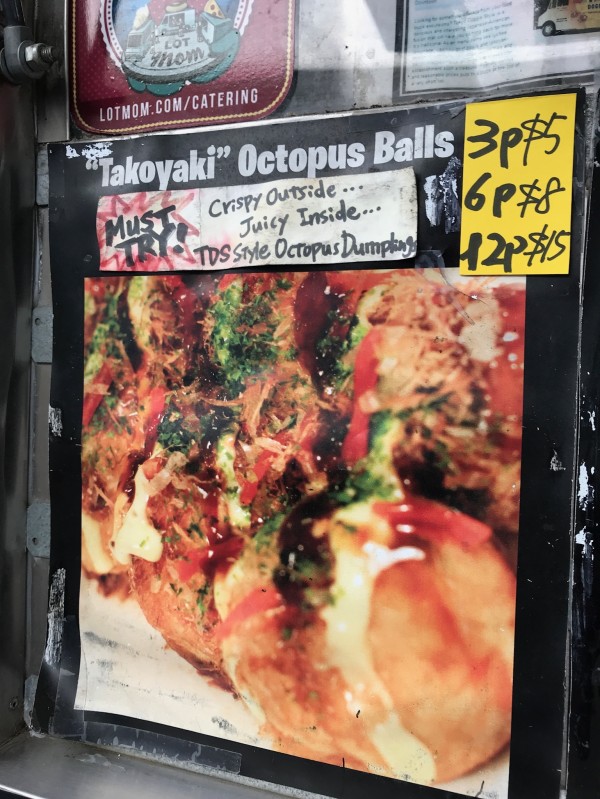 LOT
mom
LOTMOM.COM/CATERING
"Takoyaki" Octopus Balls
MUST TRY!
Crispy Outside...
Juicy Inside...
TDS Style Octopus Dumplings
3p $5
6p $8
12p $15